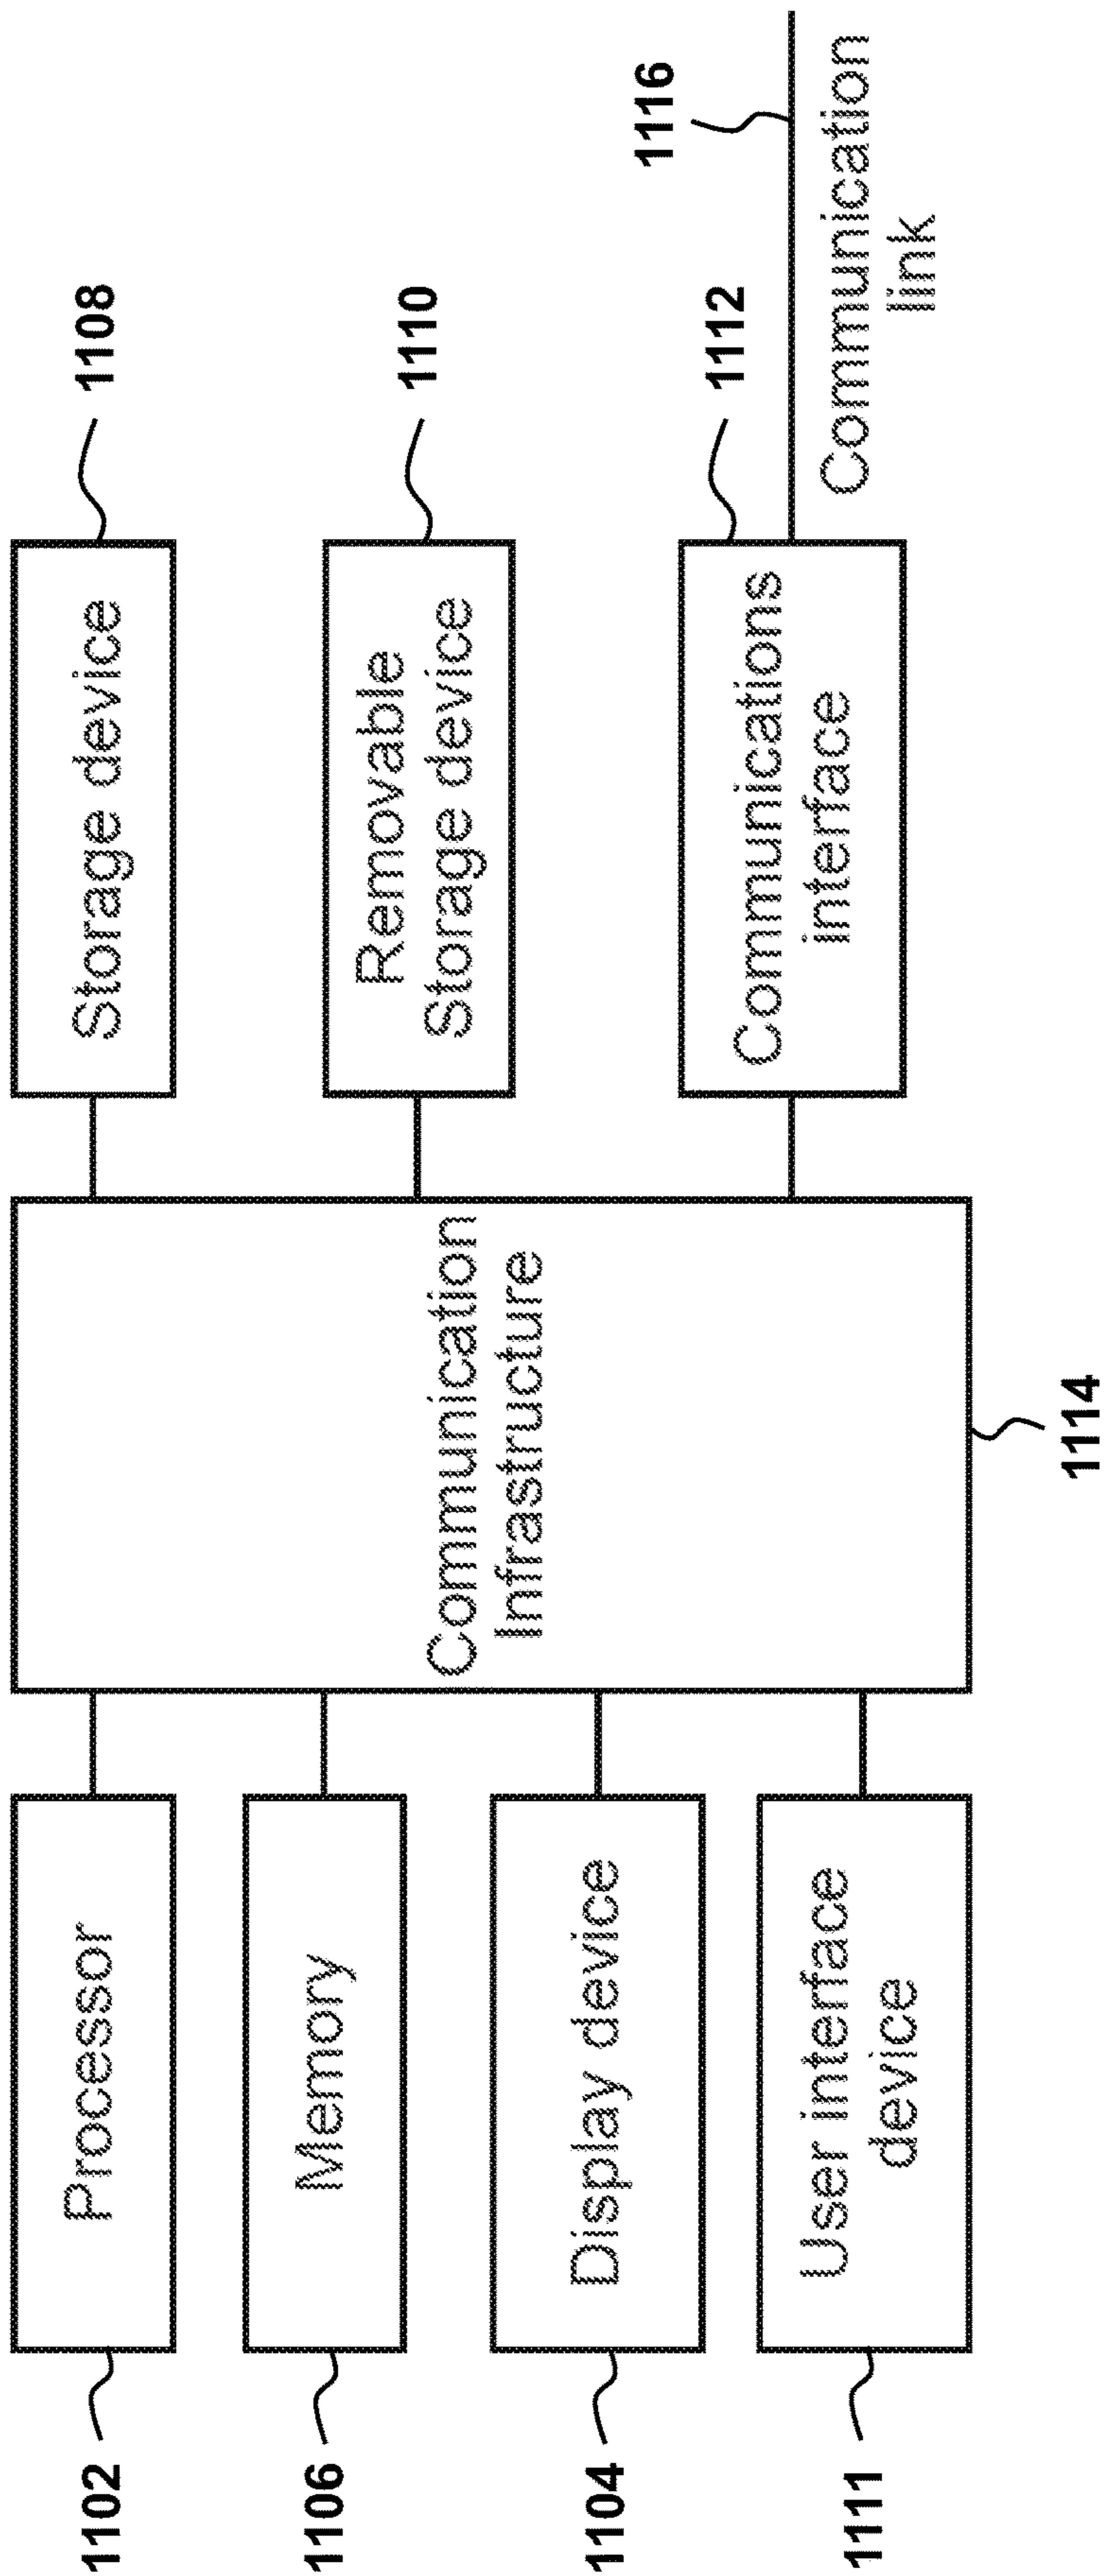 1102
Processor
1106
Memory
1104
Display device
1111
User interface
device
Communication
Infrastructure
1114
Storage device
1108
Removable
Storage device
1110
Communications
interface
1112
1116
Communication
link